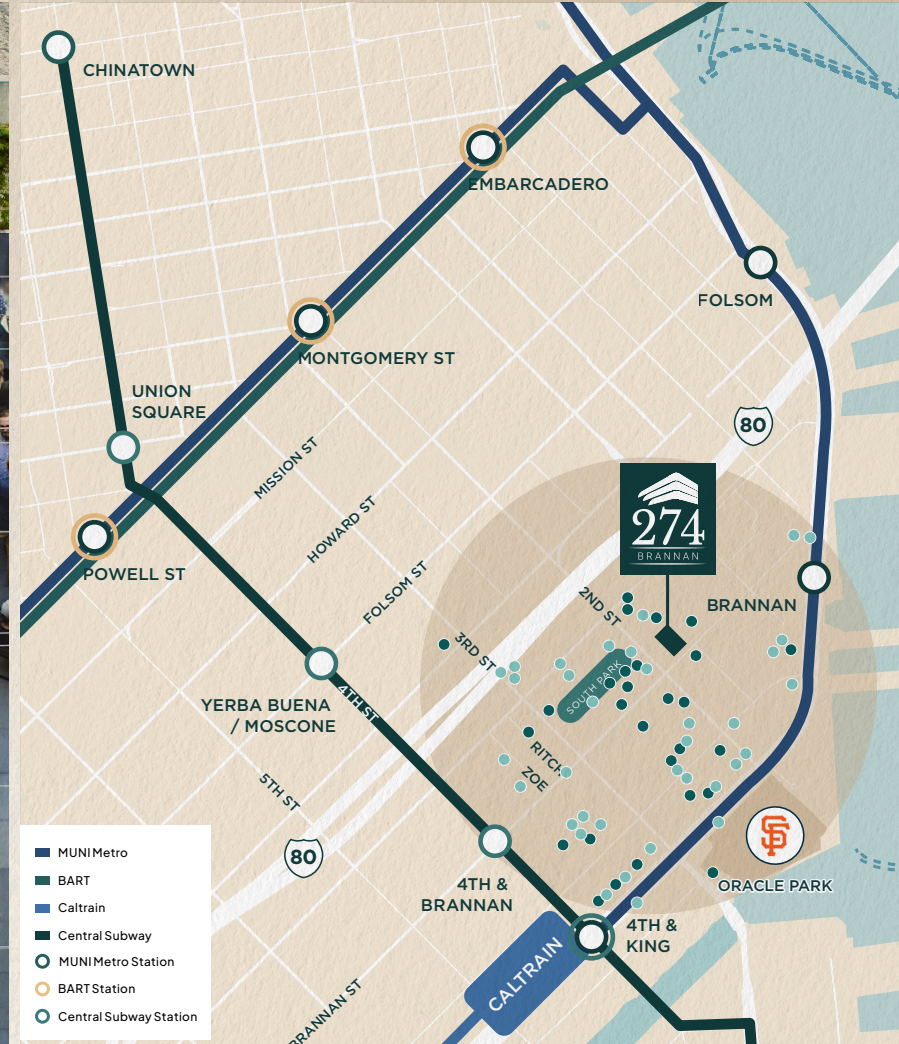 CHINATOWN
EMBARCADERO
FOLSOM
MONTGOMERY ST
UNION
SQUARE
80
MISSION ST
274
BRANNAN
HOWARD ST
POWELL ST
FOLSOM ST
2ND ST
BRANNAN
3RD ST
SOUTH PARK
YERBA BUENA
/ MOSCONE
4TH ST
RITCH
ZOE
5TH ST
80
SF
ORACLE PARK
4TH &
BRANNAN
4TH &
KING
CALTRAIN
BRANNAN ST
MUNI Metro
BART
Caltrain
Central Subway
MUNI Metro Station
BART Station
Central Subway Station